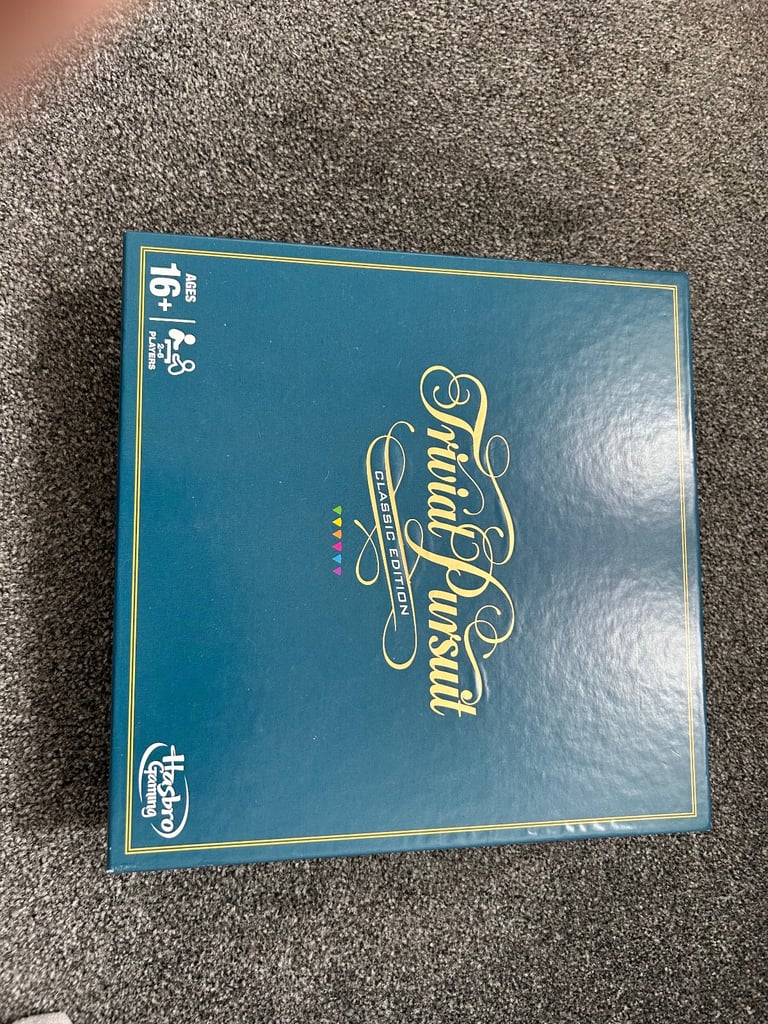 Trivial Pursuit
CLASSIC EDITION
AGES
16+
2-6
PLAYERS
Hasbro
Gaming